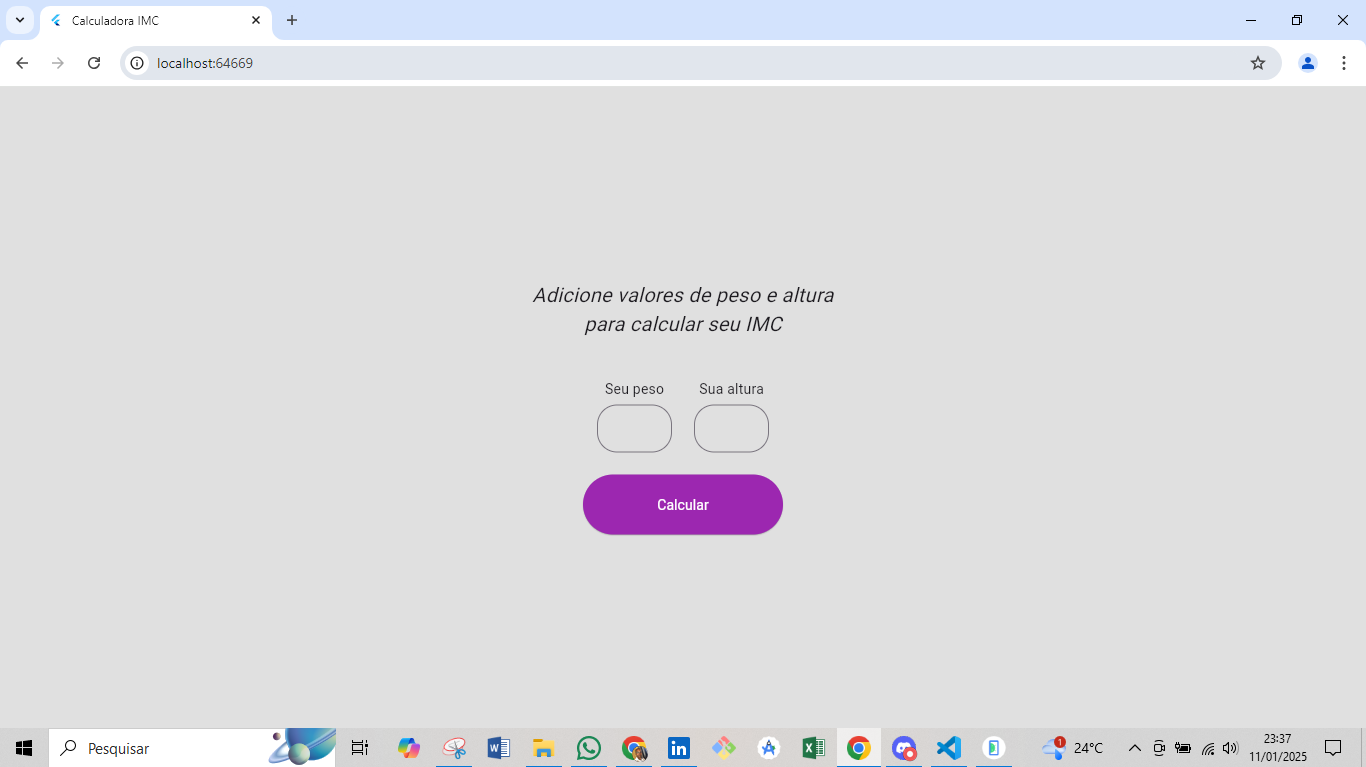 Calculadora IMC
localhost:64669
Adicione valores de peso e altura
para calcular seu IMC
Seu peso Sua altura
Calcular
Pesquisar
1
24°C
23:37
11/01/2025